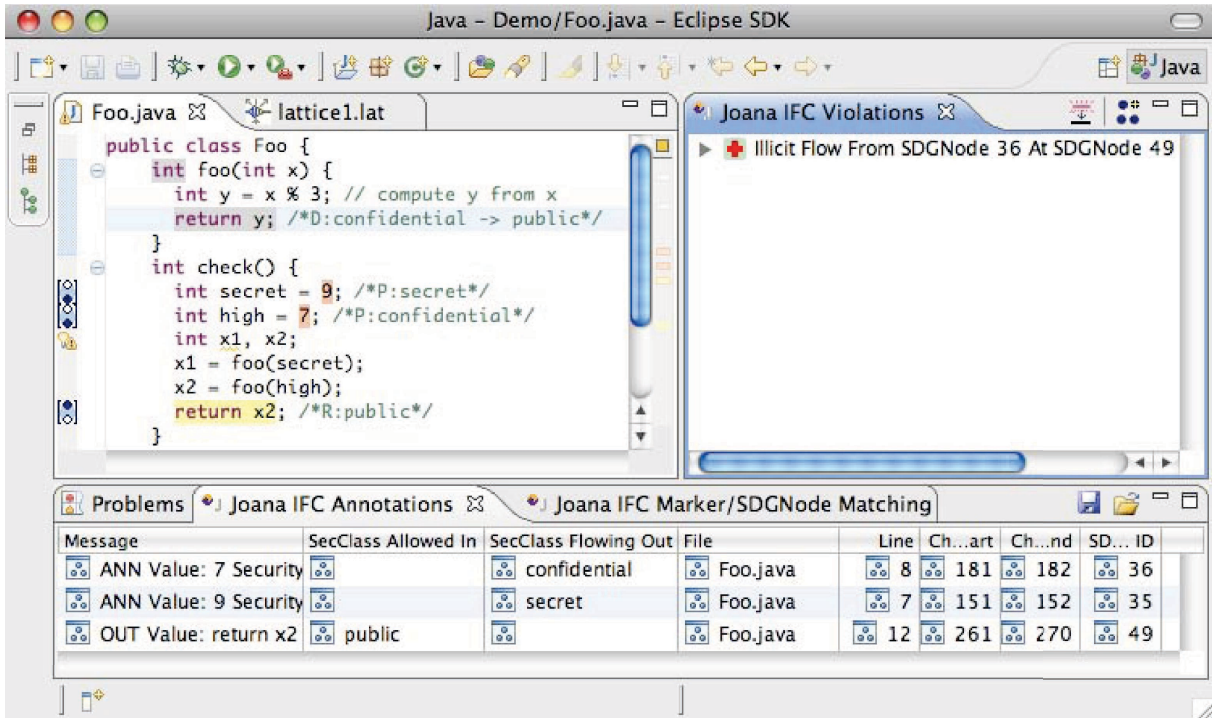 Java – Demo/Foo.java – Eclipse SDK
Java
Foo.java
lattice1.lat
public class Foo {
int foo(int x) {
int y = x % 3; // compute y from x
return y; /*D:confidential -> public*/
}
int check() {
int secret = 9; /*P:secret*/
int high = 7; /*P:confidential*/
int x1, x2;
x1 = foo(secret);
x2 = foo(high);
return x2; /*R:public*/
}
Joana IFC Violations
Illicit Flow From SDGNode 36 At SDGNode 49
Problems Joana IFC Annotations Joana IFC Marker/SDGNode Matching
Message SecClass Allowed In SecClass Flowing Out File Line Ch...art Ch...nd SD... ID
ANN Value: 7 Security confidential Foo.java 8 181 182 36
ANN Value: 9 Security secret Foo.java 7 151 152 35
OUT Value: return x2 public Foo.java 12 261 270 49